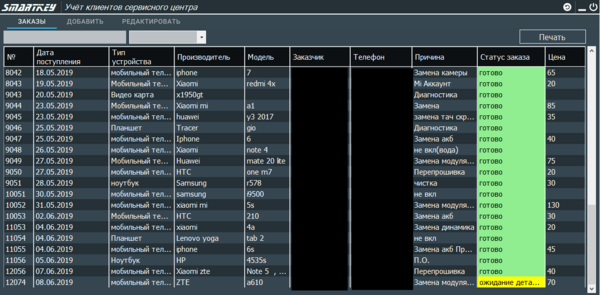 SMARTKEY Учёт клиентов сервисного центра
ЗАКАЗЫ ДОБАВИТЬ РЕДАКТИРОВАТЬ
Печать
№ Дата поступления Тип устройства Производитель Модель Заказчик Телефон Причина Статус заказа Цена
8042 18.05.2019 мобильный тел... iphone 7 Замена камеры готово 65
8043 19.05.2019 Мобильный тел... Xiaomi redmi 4x Mi Аккаунт готово 20
9043 20.05.2019 Видео карта x1950gt Диагностика готово
9044 22.05.2019 Мобильный тел... Xiaomi mi a1 Замена готово 85
9045 23.05.2019 мобильный тел... huawei y3 2017 замена тач скр... готово 35
9046 25.05.2019 Планшет Tracer gio Диагностика готово
9047 25.05.2019 Мобильный тел... Iphone 6 Замена акб готово 40
9048 26.05.2019 мобильный тел... Xiaomi note 4 не вкл(вода) готово
9049 27.05.2019 Мобильный тел... Huawei mate 20 lite Замена модуля... готово 75
9050 27.05.2019 мобильный тел... HTC one m7 Перепрошивка готово 20
9051 28.05.2019 ноутбук Samsung r578 чистка готово 30
10051 30.05.2019 мобильный тел... samsung i9500 не вкл готово
10052 31.05.2019 мобильный тел... xiaomi mi 5s Замена модуля... готово 130
10053 02.06.2019 Мобильный тел... HTC 210 Замена акб готово 30
11053 04.06.2019 мобильный тел... xiaomi 4a Замена динамика готово 20
11054 04.06.2019 Планшет Lenovo yoga tab 2 не вкл готово
11055 04.06.2019 мобильный тел... iphone 6s Замена акб Пр... готово 45
11056 05.06.2019 Ноутбук HP 4535s П.О. готово
12056 07.06.2019 мобильный тел... Xiaomi zte Note 5 , ... Перепрошивка готово 40
12074 08.06.2019 мобильный тел... ZTE a610 Замена модуля... ожидание дета... 70